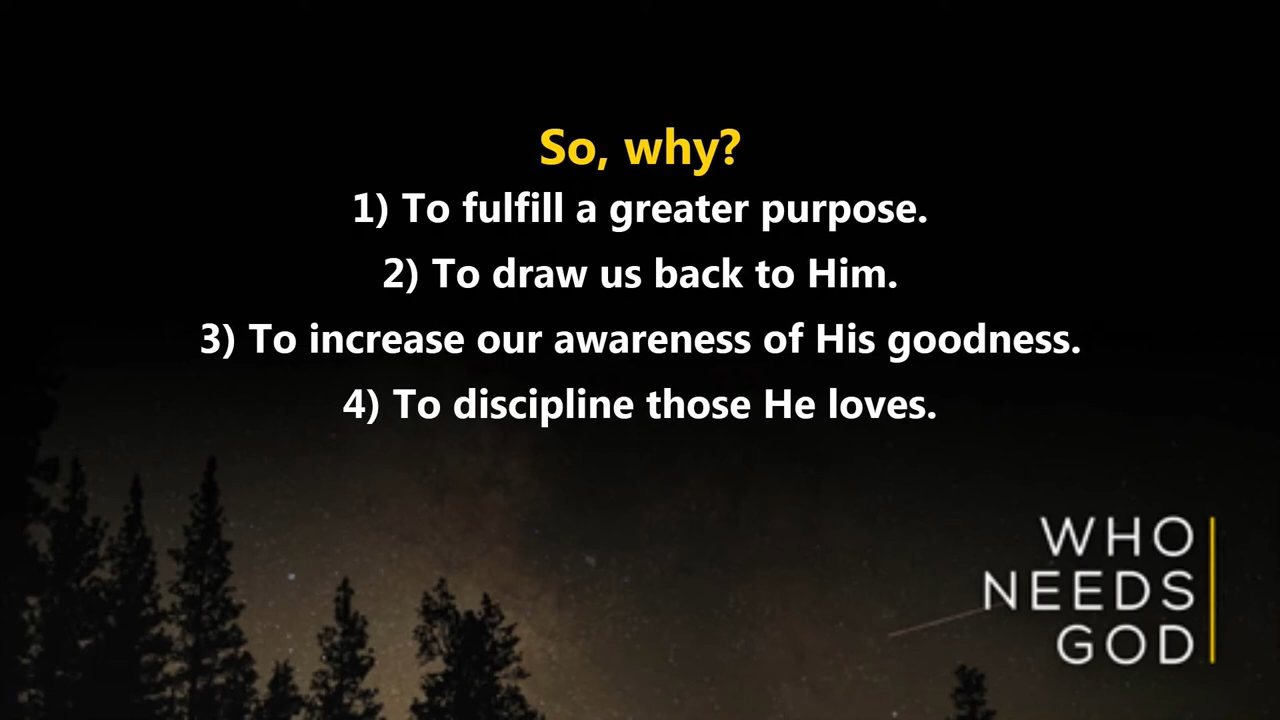 So, why?
1) To fulfill a greater purpose.
2) To draw us back to Him.
3) To increase our awareness of His goodness.
4) To discipline those He loves.
WHO
NEEDS
GOD